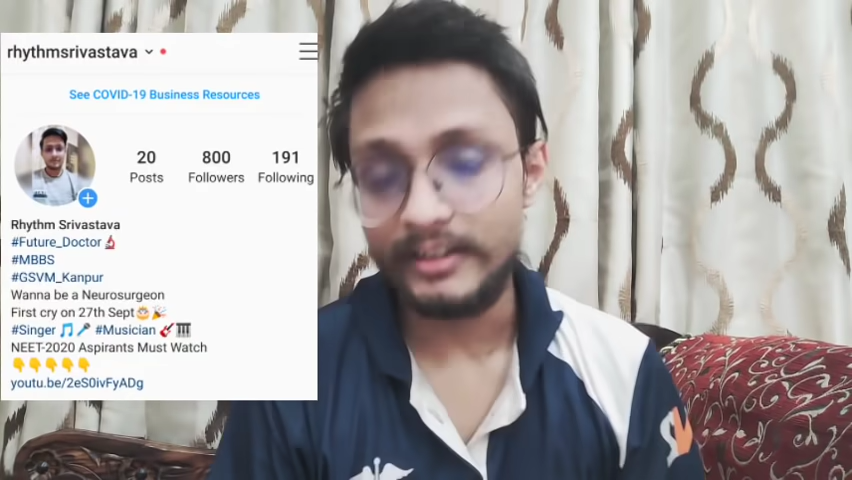 rhythmsrivastava
See COVID-19 Business Resources
20 800 191
Posts Followers Following
Rhythm Srivastava
#Future_Doctor🔬
#MBBS
#GSVM_Kanpur
Wanna be a Neurosurgeon
First cry on 27th Sept🎂🎉
#Singer 🎵🎤 #Musician 🎸🎹
NEET-2020 Aspirants Must Watch
👇👇👇👇👇
youtu.be/2eS0ivFyADg